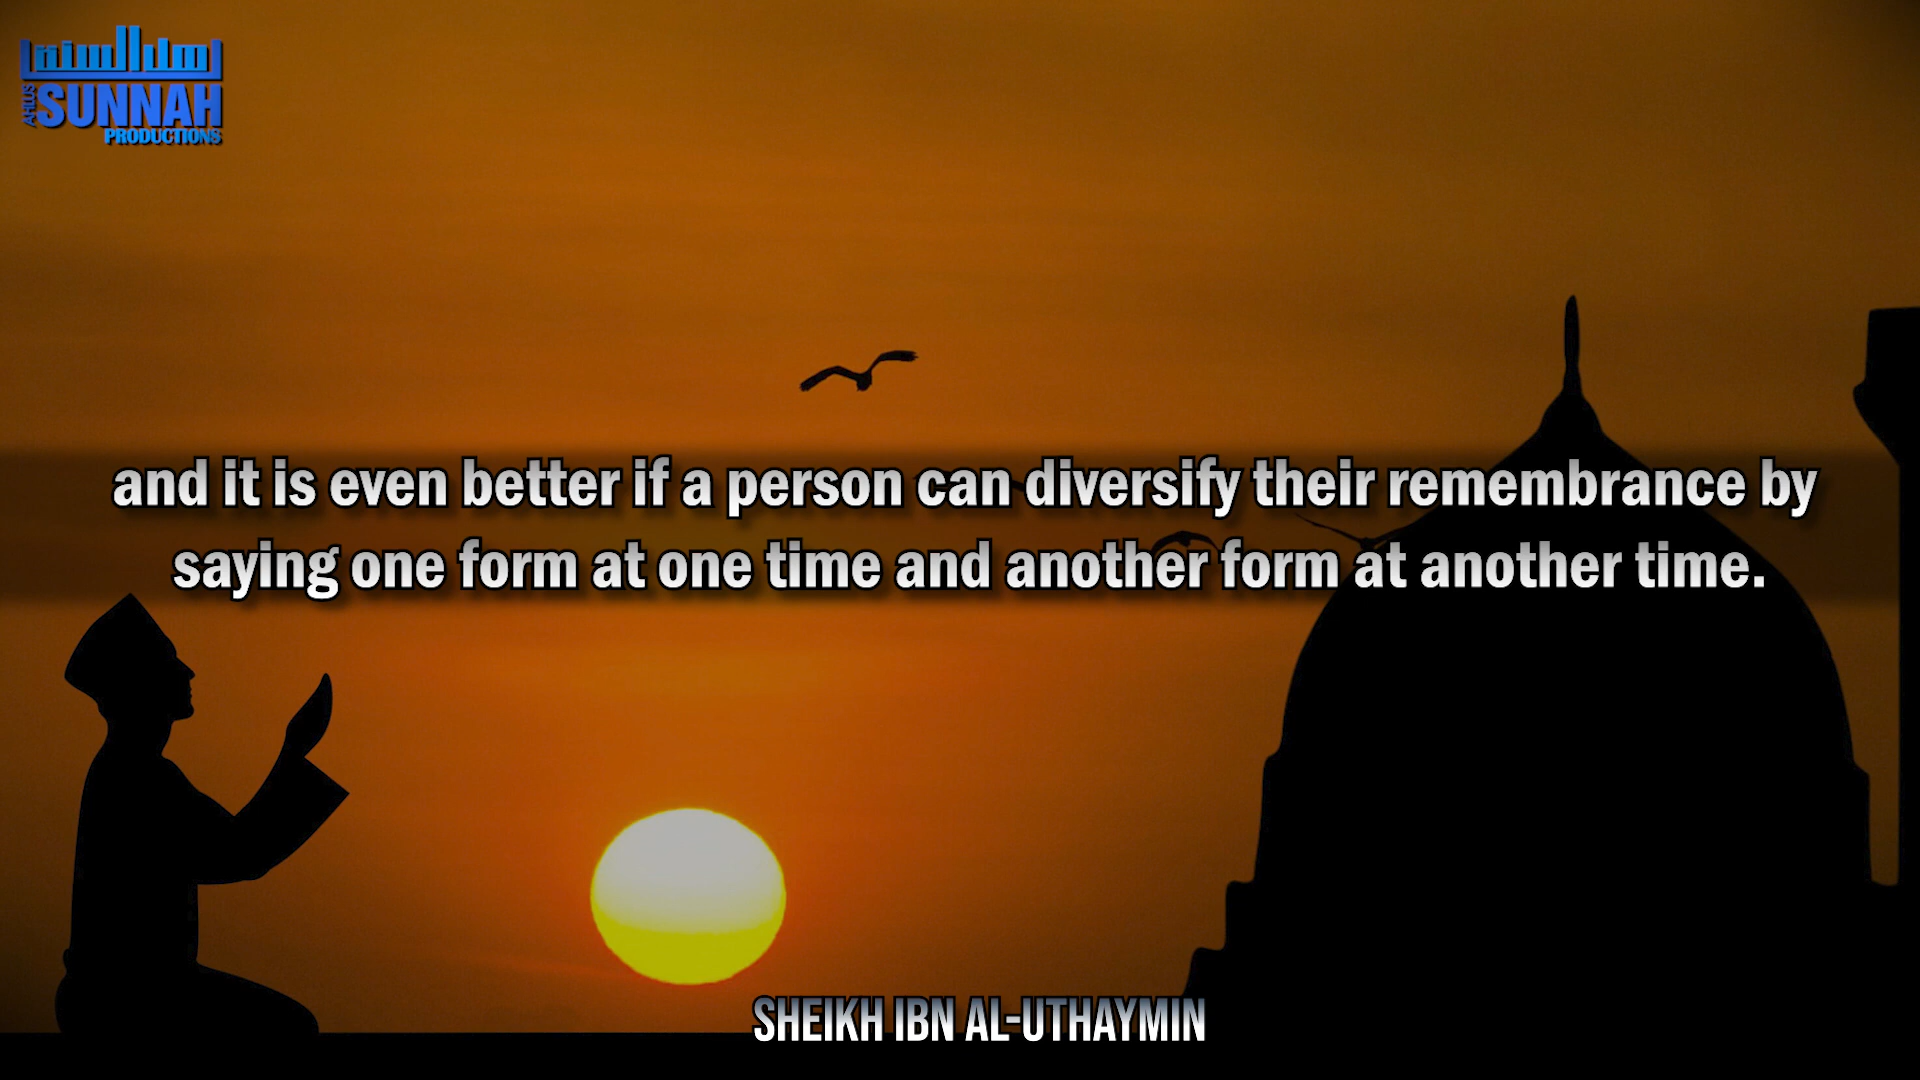 اهل السنة
AHLUS
SUNNAH
PRODUCTIONS
and it is even better if a person can diversify their remembrance by
saying one form at one time and another form at another time.
SHEIKH IBN AL-UTHAYMIN